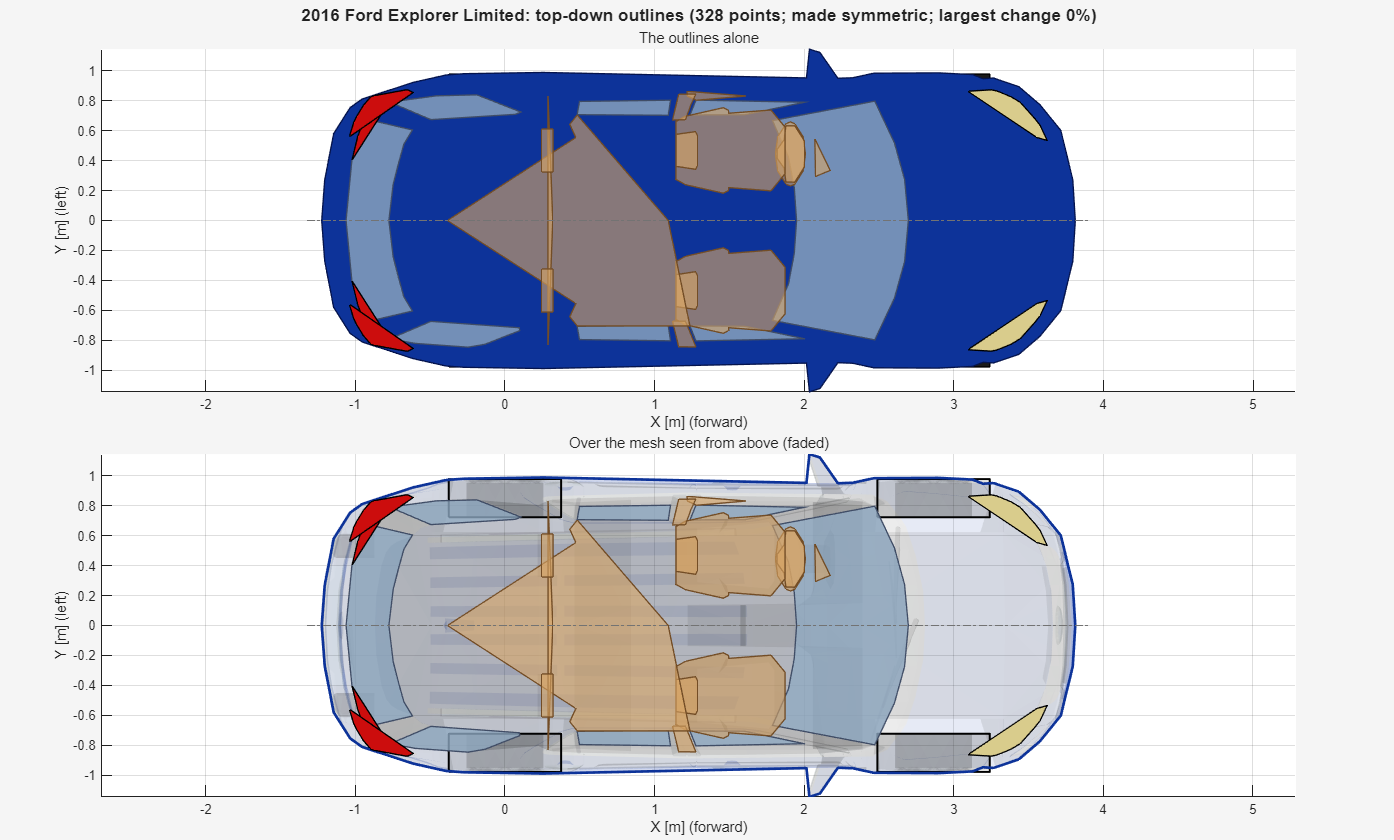 2016 Ford Explorer Limited: top-down outlines (328 points; made symmetric; largest change 0%)
The outlines alone
1
0.8
0.6
0.4
0.2
0
-0.2
-0.4
-0.6
-0.8
-1
Y [m] (left)
-2 -1 0 1 2 3 4 5
X [m] (forward)
Over the mesh seen from above (faded)
1
0.8
0.6
0.4
0.2
0
-0.2
-0.4
-0.6
-0.8
-1
Y [m] (left)
-2 -1 0 1 2 3 4 5
X [m] (forward)